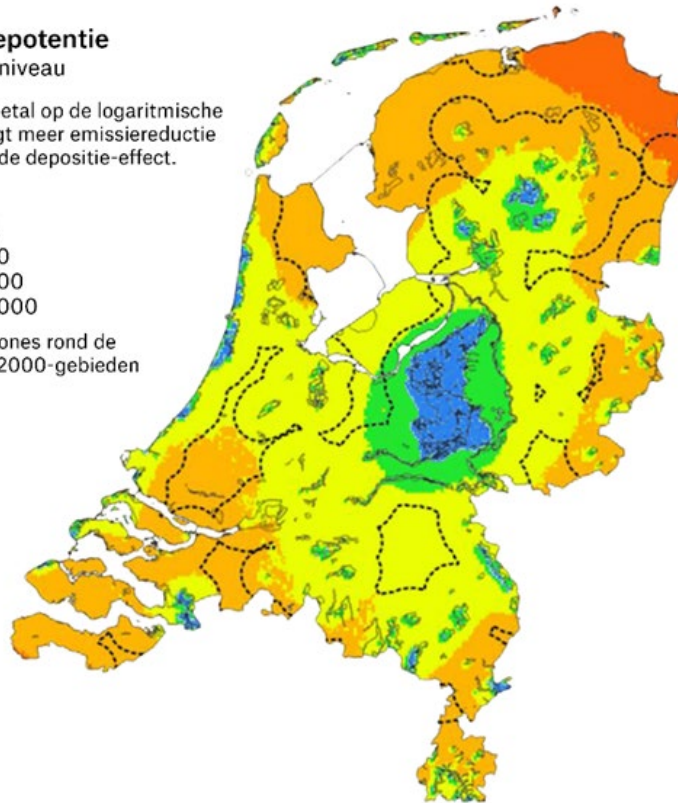 epotentie
niveau
etal op de logaritmische
gt meer emissiereductie
de depositie-effect.
0
00
000
ones rond de
2000-gebieden